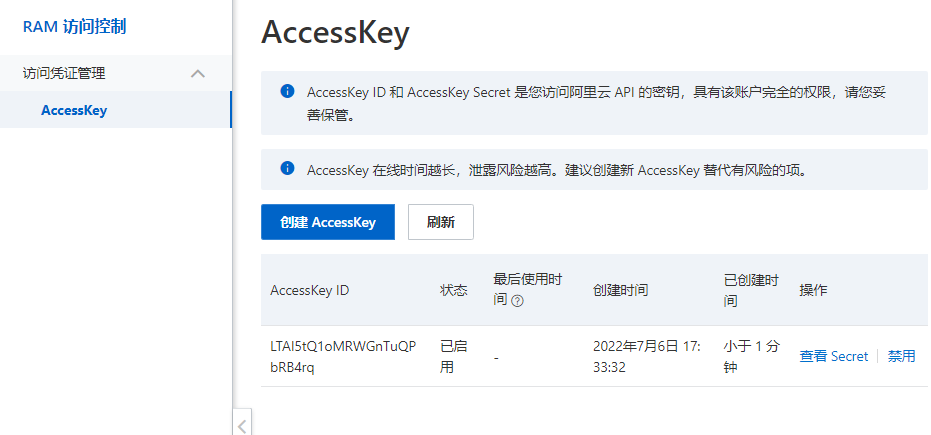 RAM 访问控制
访问凭证管理
AccessKey
AccessKey
AccessKey ID 和 AccessKey Secret 是您访问阿里云 API 的密钥，具有该账户完全的权限，请您妥
善保管。
AccessKey 在线时间越长，泄露风险越高。建议创建新 AccessKey 替代有风险的项。
创建 AccessKey
刷新
AccessKey ID
状态
最后使用时
间
创建时间
已创建时
间
操作
LTAI5tQ1oMRWGnTuQP
bRB4rq
已启
用
-
2022年7月6日 17:
33:32
小于 1 分
钟
查看 Secret
禁用